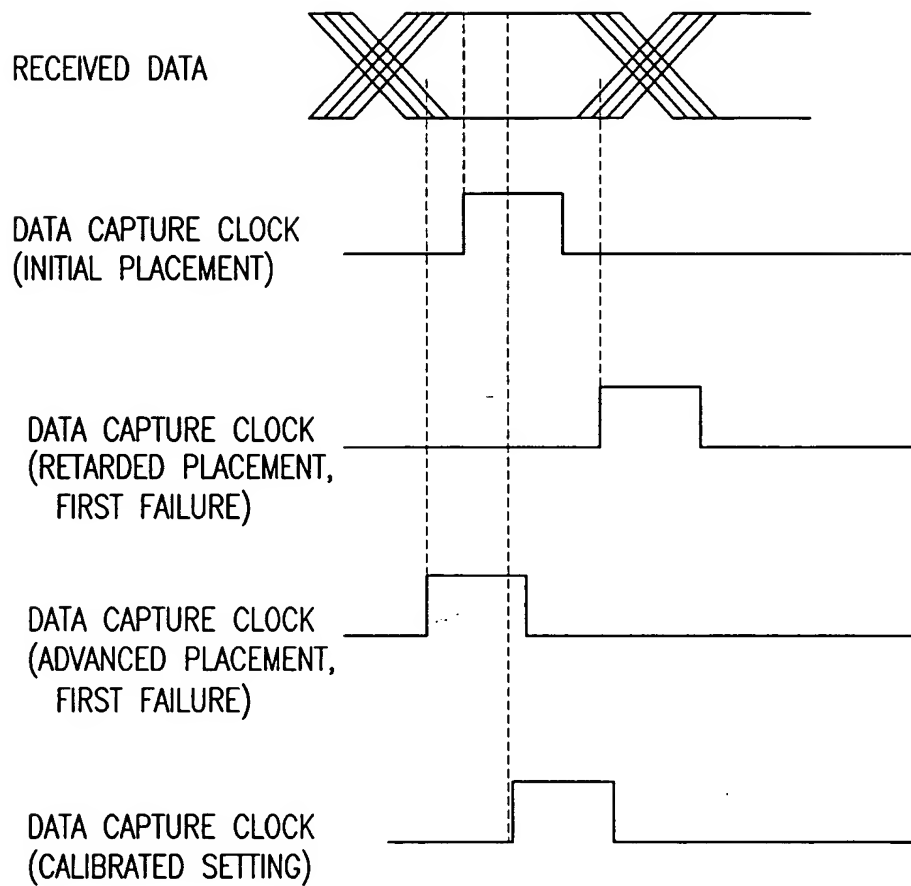 RECEIVED DATA
DATA CAPTURE CLOCK
(INITIAL PLACEMENT)
DATA CAPTURE CLOCK
(RETARDED PLACEMENT,
FIRST FAILURE)
DATA CAPTURE CLOCK
(ADVANCED PLACEMENT,
FIRST FAILURE)
DATA CAPTURE CLOCK
(CALIBRATED SETTING)